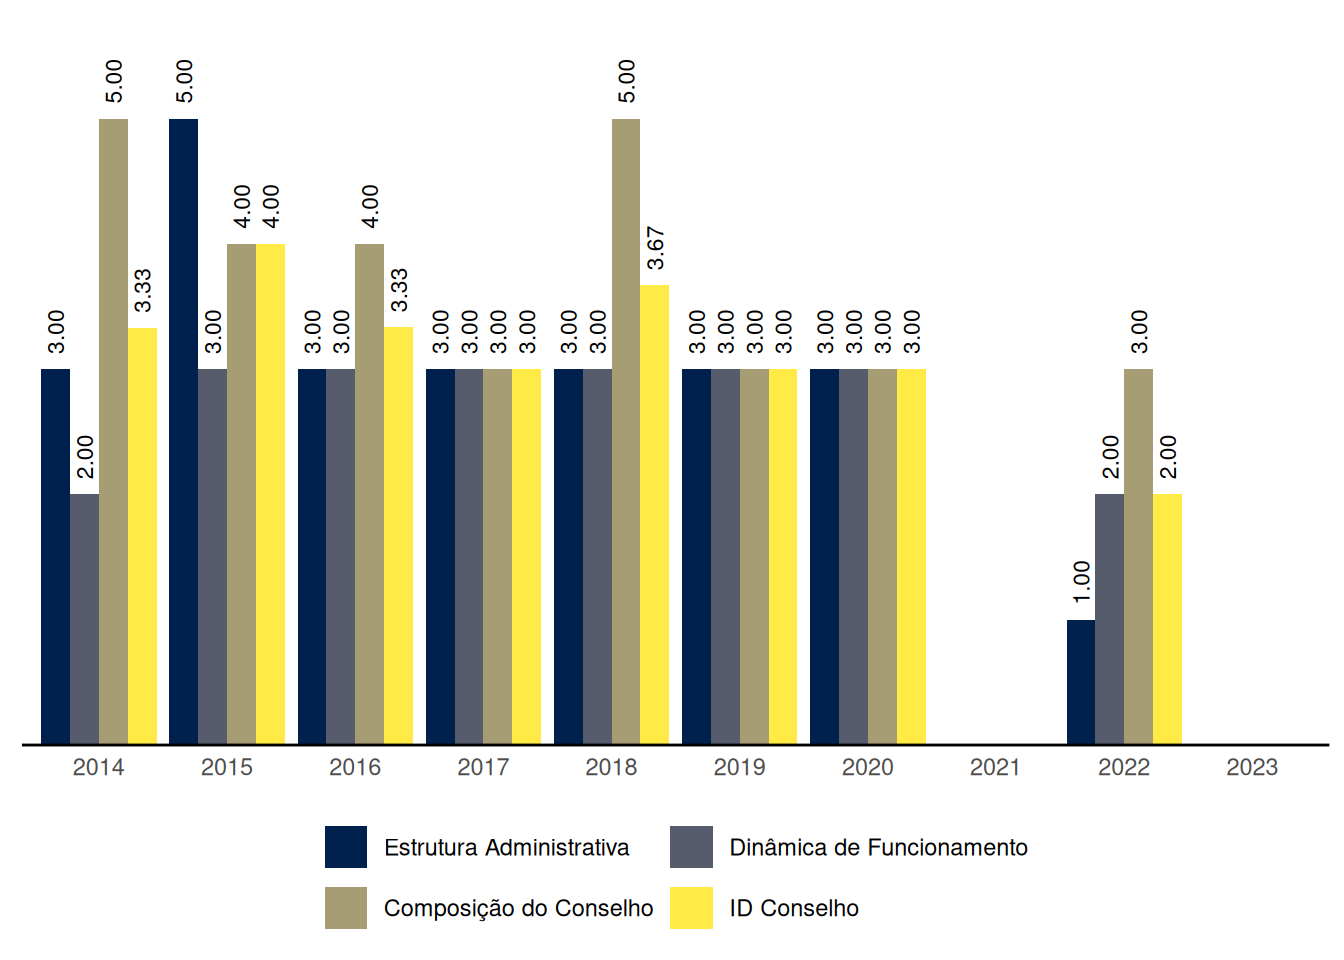 3.00 2.00 5.00 3.33 5.00 3.00 4.00 4.00 3.00 3.00 4.00 3.33 3.00 3.00 3.00 3.00 3.00 3.00 5.00 3.67 3.00 3.00 3.00 3.00 3.00 3.00 3.00 3.00 1.00 2.00 3.00 2.00
2014 2015 2016 2017 2018 2019 2020 2021 2022 2023
Estrutura Administrativa Dinâmica de Funcionamento
Composição do Conselho ID Conselho